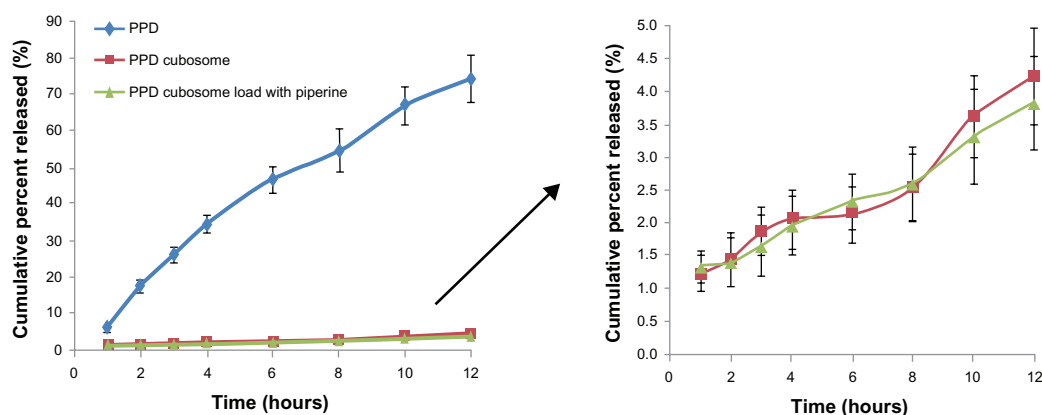 Cumulative percent released (%)
90
80
70
60
50
40
30
20
10
0
PPD
PPD cubosome
PPD cubosome load with piperine
0 2 4 6 8 10 12
Time (hours)
Cumulative percent released (%)
5.0
4.5
4.0
3.5
3.0
2.5
2.0
1.5
1.0
0.5
0.0
0 2 4 6 8 10 12
Time (hours)